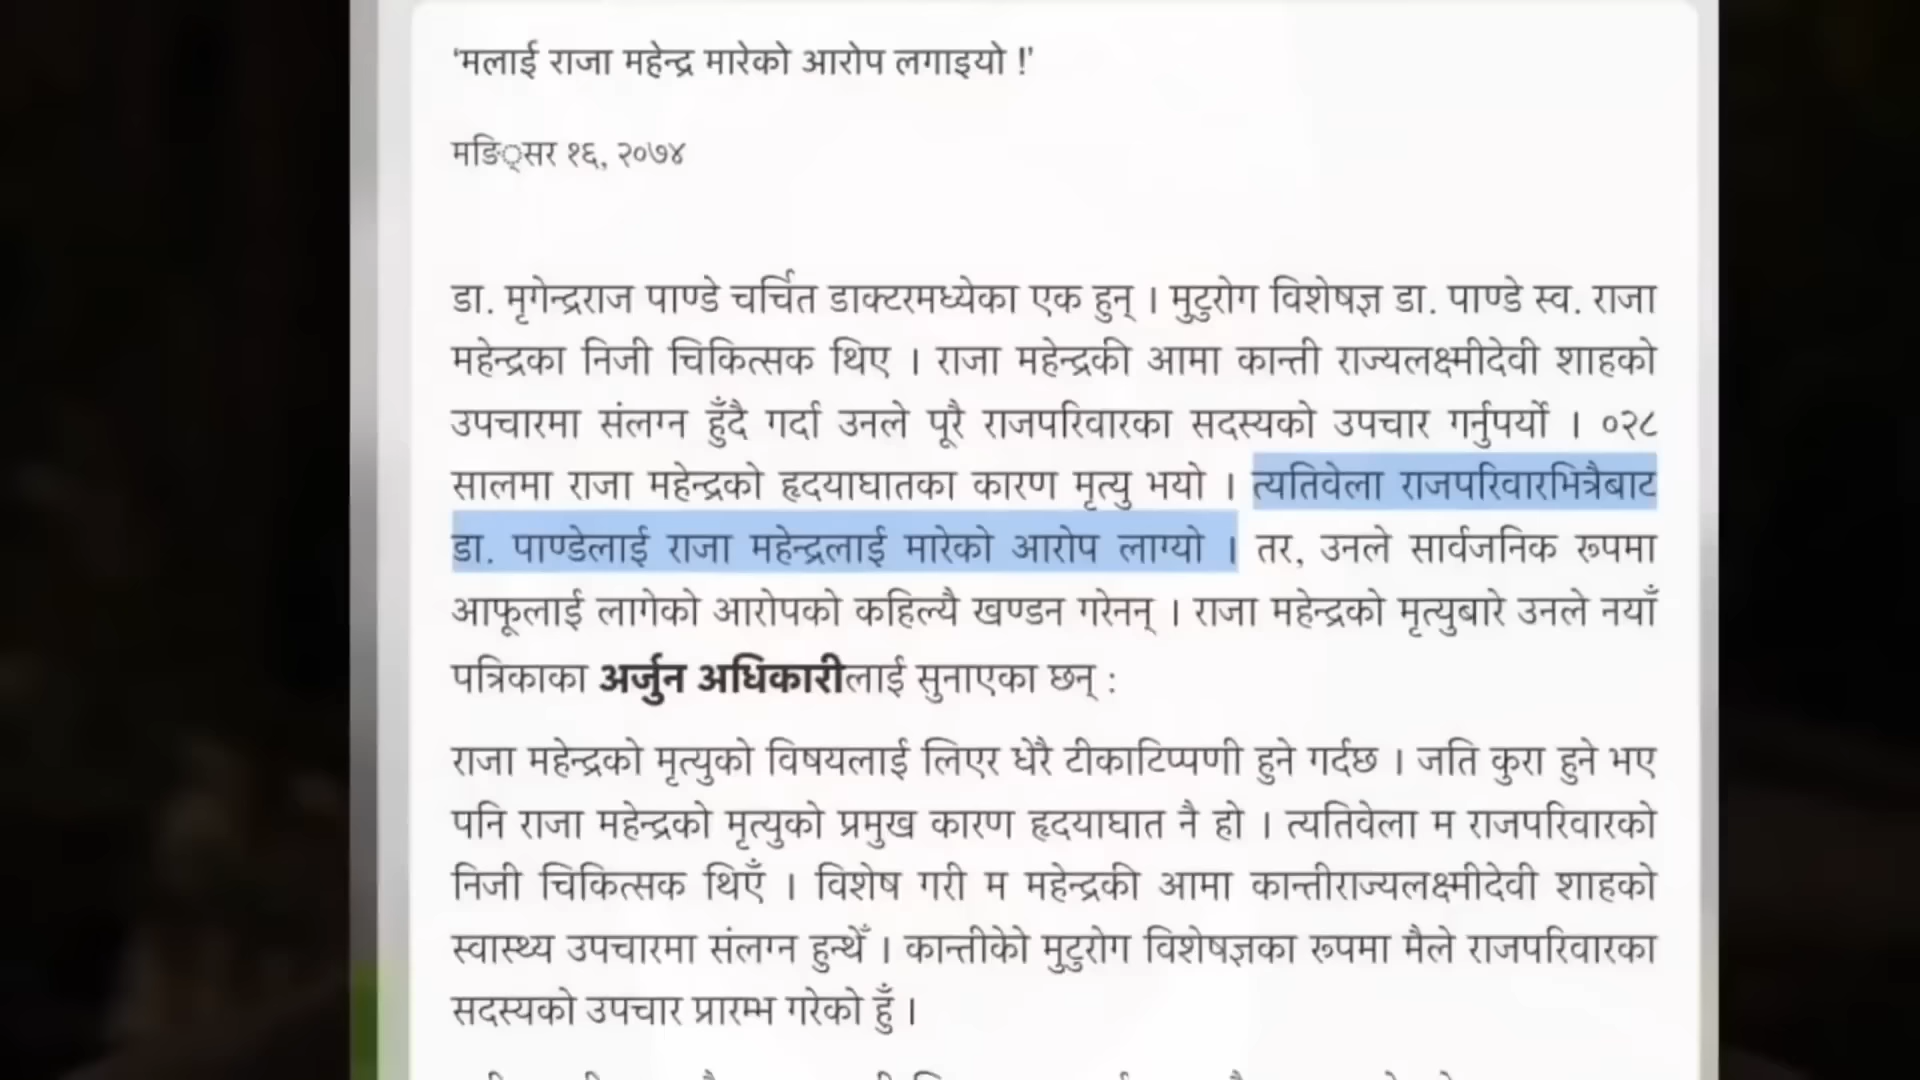 ‘मलाई राजा महेन्द्र मारेको आरोप लगाइयो !’
मङि्सर १६, २०७४
डा. मृगेन्द्रराज पाण्डे चर्चित डाक्टरमध्येका एक हुन् । मुटुरोग विशेषज्ञ डा. पाण्डे स्व. राजा
महेन्द्रका निजी चिकित्सक थिए । राजा महेन्द्रकी आमा कान्ती राज्यलक्ष्मीदेवी शाहको
उपचारमा संलग्न हुँदै गर्दा उनले पूरै राजपरिवारका सदस्यको उपचार गर्नुपर्यो । ०२८
सालमा राजा महेन्द्रको हृदयाघातका कारण मृत्यु भयो । त्यतिवेला राजपरिवारभित्रैबाट
डा. पाण्डेलाई राजा महेन्द्रलाई मारेको आरोप लाग्यो । तर, उनले सार्वजनिक रूपमा
आफूलाई लागेको आरोपको कहिल्यै खण्डन गरेनन् । राजा महेन्द्रको मृत्युबारे उनले नयाँ
पत्रिकाका अर्जुन अधिकारीलाई सुनाएका छन् :
राजा महेन्द्रको मृत्युको विषयलाई लिएर धेरै टीकाटिप्पणी हुने गर्दछ । जति कुरा हुने भए
पनि राजा महेन्द्रको मृत्युको प्रमुख कारण हृदयाघात नै हो । त्यतिवेला म राजपरिवारको
निजी चिकित्सक थिएँ । विशेष गरी म महेन्द्रकी आमा कान्तीराज्यलक्ष्मीदेवी शाहको
स्वास्थ्य उपचारमा संलग्न हुन्थेँ । कान्तीकोे मुटुरोग विशेषज्ञका रूपमा मैले राजपरिवारका
सदस्यको उपचार प्रारम्भ गरेको हुँ ।